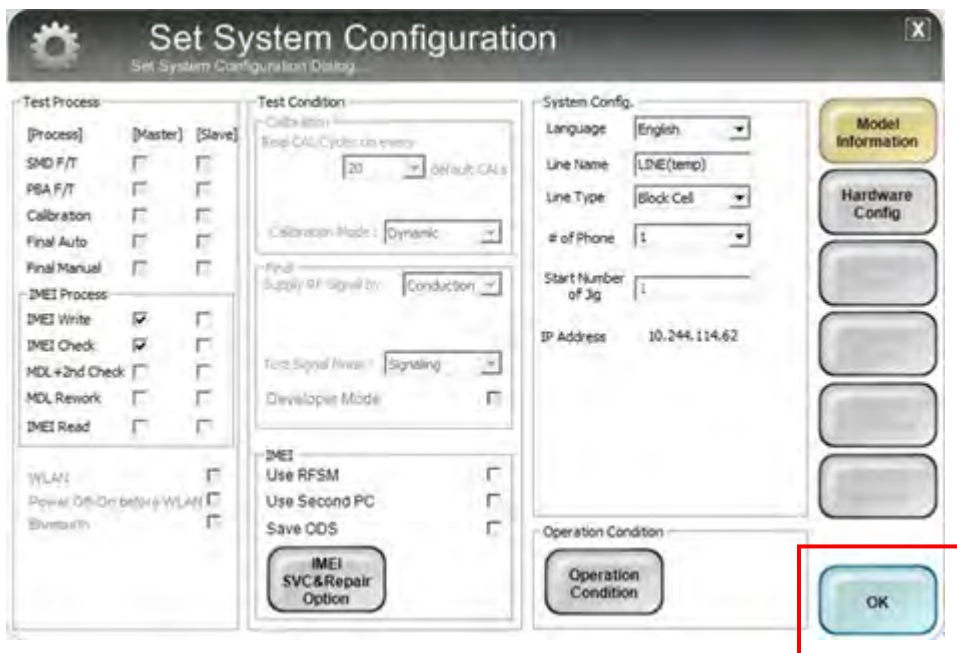 Set System Configuration
Set System Configuration Dialog...
X
Test Process
[Process] [Master] [Slave]
SMD F/T
PBA F/T
Calibration
Final Auto
Final Manual
IMEI Process
IMEI Write
IMEI Check
MDL+2nd Check
MDL Rework
IMEI Read
WLAN
Power Off-On before WLAN
Bluetooth
Test Condition
Calibration
Real CAL Cycles on every
20 default CALs
Calibration Mode : Dynamic
Final
Supply RF Signal by Conduction
Test Signal Power : Signaling
Developer Mode
IMEI
Use RFSM
Use Second PC
Save ODS
IMEI
SVC&Repair
Option
System Config.
Language English
Line Name LINE(temp)
Line Type Block Cell
# of Phone 1
Start Number
of Jig 1
IP Address 10.244.114.62
Operation Condition
Operation
Condition
Model
Information
Hardware
Config
OK